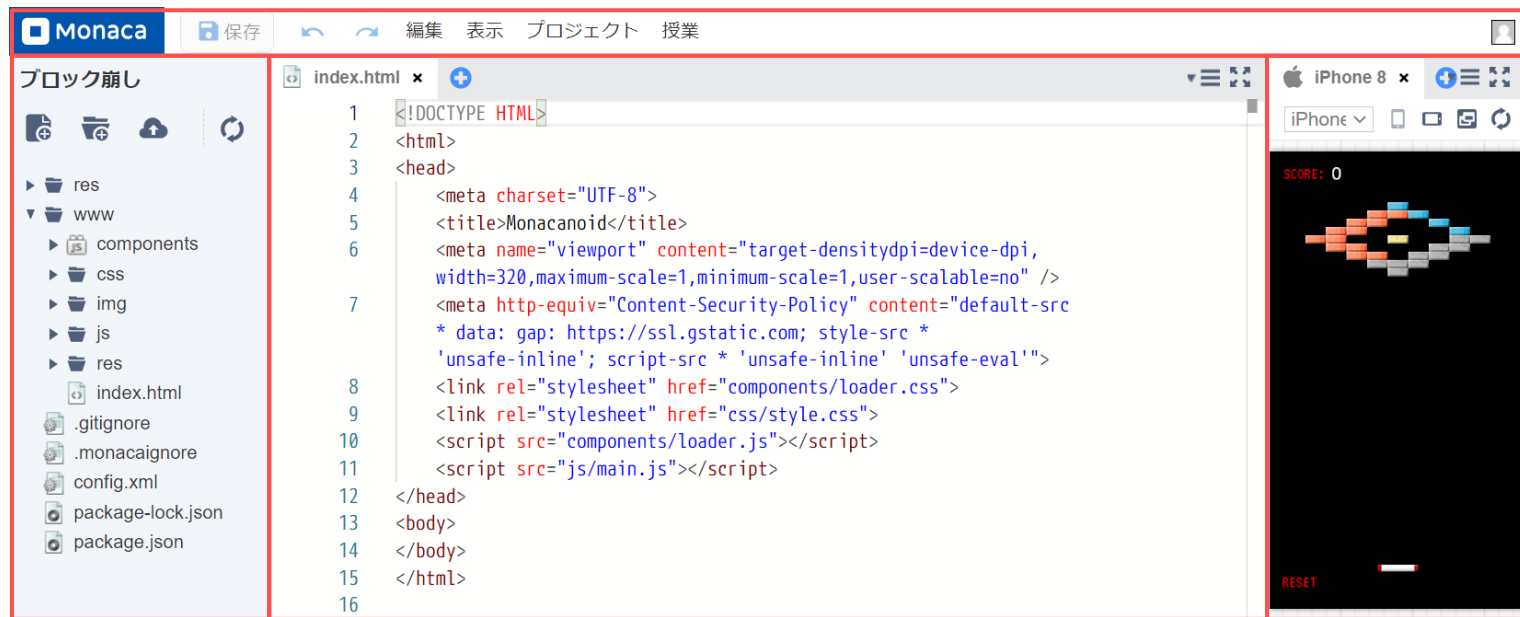 Monaca 保存 編集 表示 プロジェクト 授業
ブロック崩し
res
www
components
css
img
js
res
index.html
.gitignore
.monacaignore
config.xml
package-lock.json
package.json
index.html ×
1 <!DOCTYPE HTML>
2 <html>
3 <head>
4 <meta charset="UTF-8">
5 <title>Monacanoid</title>
6 <meta name="viewport" content="target-densitydpi=device-dpi,
width=320,maximum-scale=1,minimum-scale=1,user-scalable=no" />
7 <meta http-equiv="Content-Security-Policy" content="default-src
* data: gap: https://ssl.gstatic.com; style-src *
'unsafe-inline'; script-src * 'unsafe-inline' 'unsafe-eval'">
8 <link rel="stylesheet" href="components/loader.css">
9 <link rel="stylesheet" href="css/style.css">
10 <script src="components/loader.js"></script>
11 <script src="js/main.js"></script>
12 </head>
13 <body>
14 </body>
15 </html>
16
iPhone 8 ×
iPhone
SCORE: 0
RESET